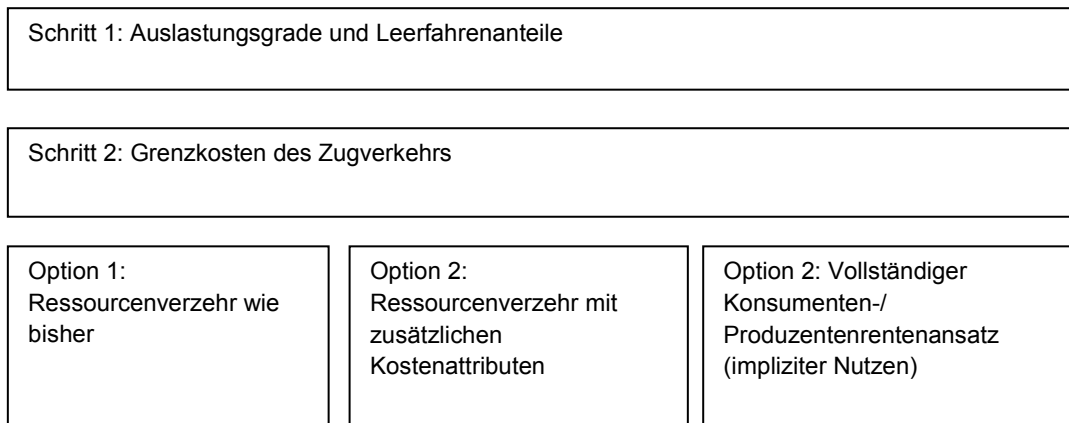 Schritt 1: Auslastungsgrade und Leerfahrenanteile
Schritt 2: Grenzkosten des Zugverkehrs
Option 1:
Ressourcenverzehr wie
bisher
Option 2:
Ressourcenverzehr mit
zusätzlichen
Kostenattributen
Option 2: Vollständiger
Konsumenten-/
Produzentenrentenansatz
(impliziter Nutzen)